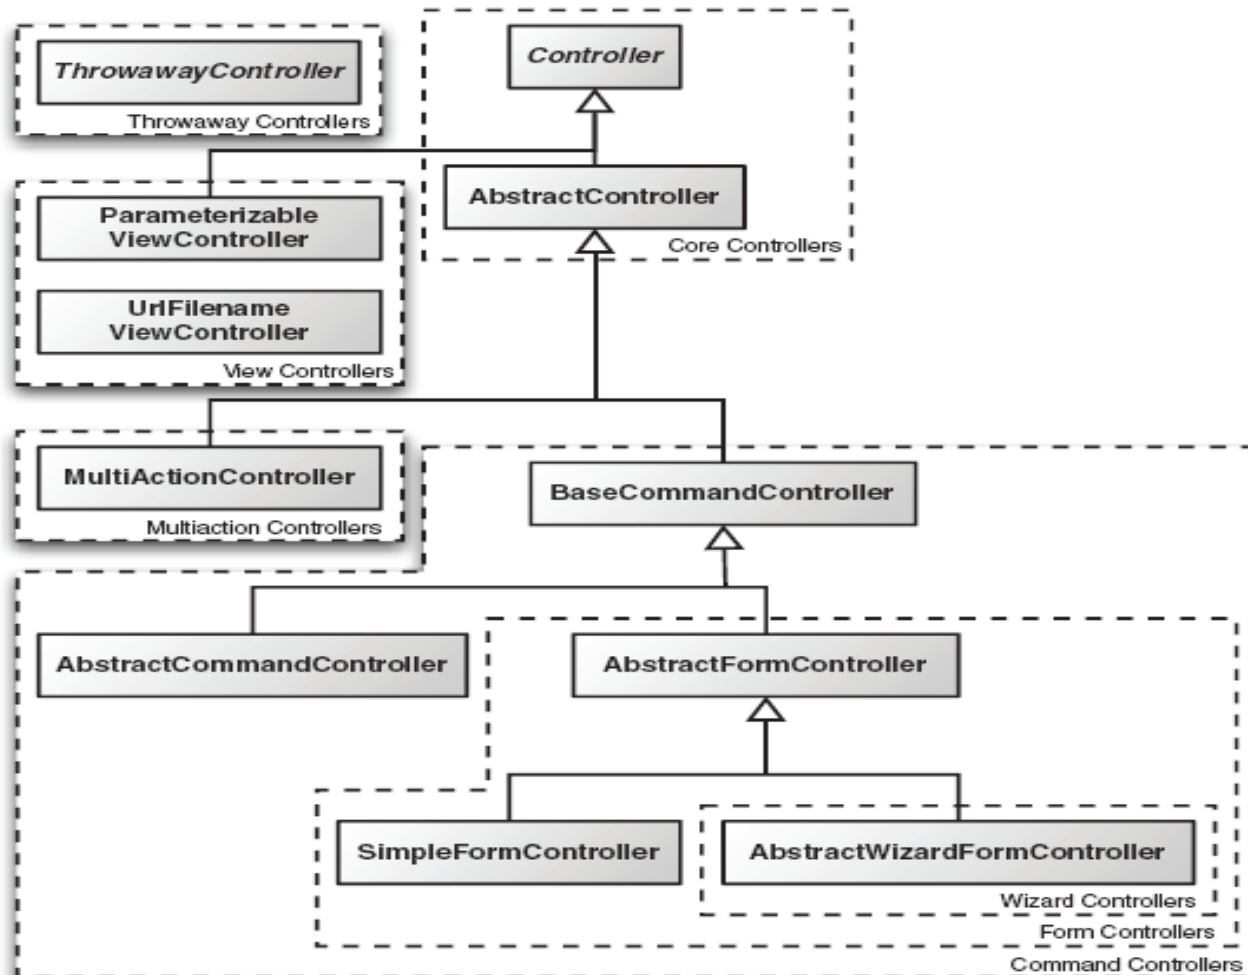 ThrowawayController
Throwaway Controllers
Controller
AbstractController
Core Controllers
Parameterizable
ViewController
UrlFilename
ViewController
View Controllers
MultiActionController
Multiaction Controllers
BaseCommandController
AbstractCommandController
AbstractFormController
SimpleFormController
AbstractWizardFormController
Wizard Controllers
Form Controllers
Command Controllers